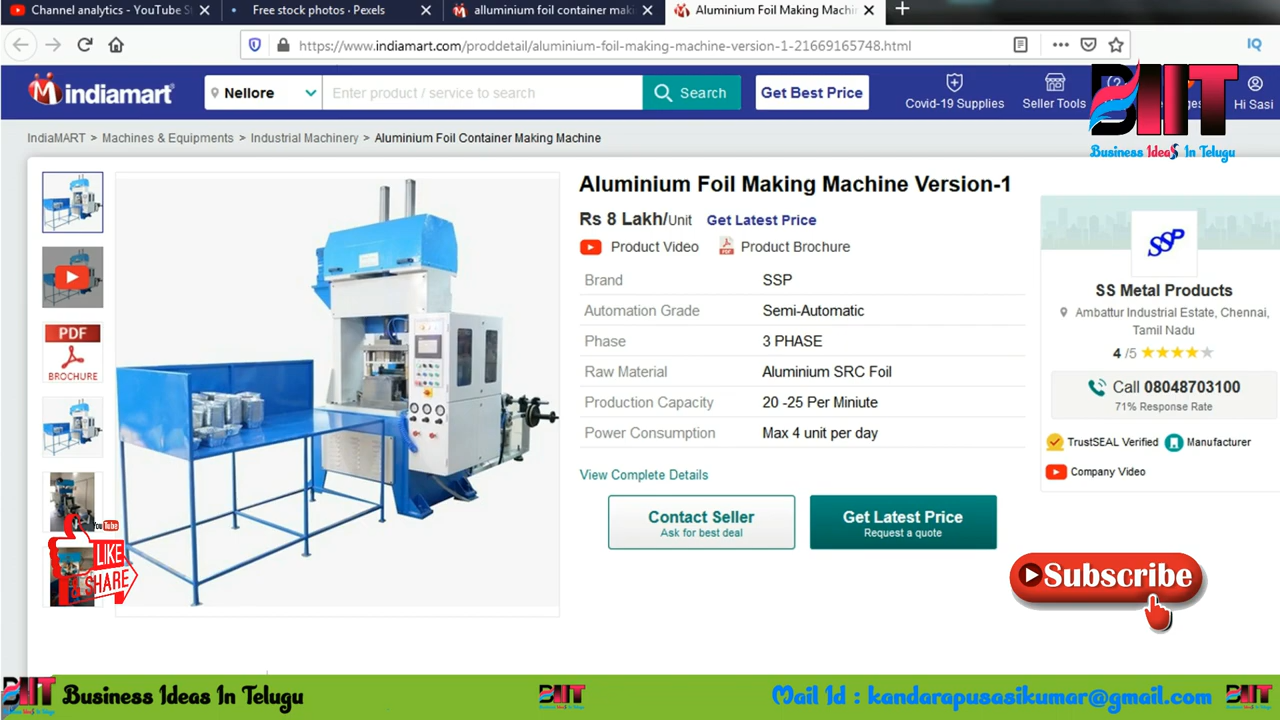 Channel analytics - YouTube St
Free stock photos · Pexels
alluminium foil container maki
Aluminium Foil Making Machin
https://www.indiamart.com/proddetail/aluminium-foil-making-machine-version-1-21669165748.html
IQ
indiamart
Nellore
Enter product / service to search
Search
Get Best Price
Covid-19 Supplies
Seller Tools
Hi Sasi
BIIT
Business Ideas In Telugu
IndiaMART > Machines & Equipments > Industrial Machinery > Aluminium Foil Container Making Machine
Aluminium Foil Making Machine Version-1
Rs 8 Lakh/Unit Get Latest Price
Product Video
Product Brochure
Brand SSP
Automation Grade Semi-Automatic
Phase 3 PHASE
Raw Material Aluminium SRC Foil
Production Capacity 20 -25 Per Miniute
Power Consumption Max 4 unit per day
View Complete Details
Contact Seller
Ask for best deal
Get Latest Price
Request a quote
PDF
BROCHURE
SSP
SS Metal Products
Ambattur Industrial Estate, Chennai,
Tamil Nadu
4 /5
Call 08048703100
71% Response Rate
TrustSEAL Verified
Manufacturer
Company Video
YouTube
LIKE
SHARE
Subscribe
BIIT
Business Ideas In Telugu
BIIT
Mail Id : kandarapusasikumar@gmail.com
BIIT